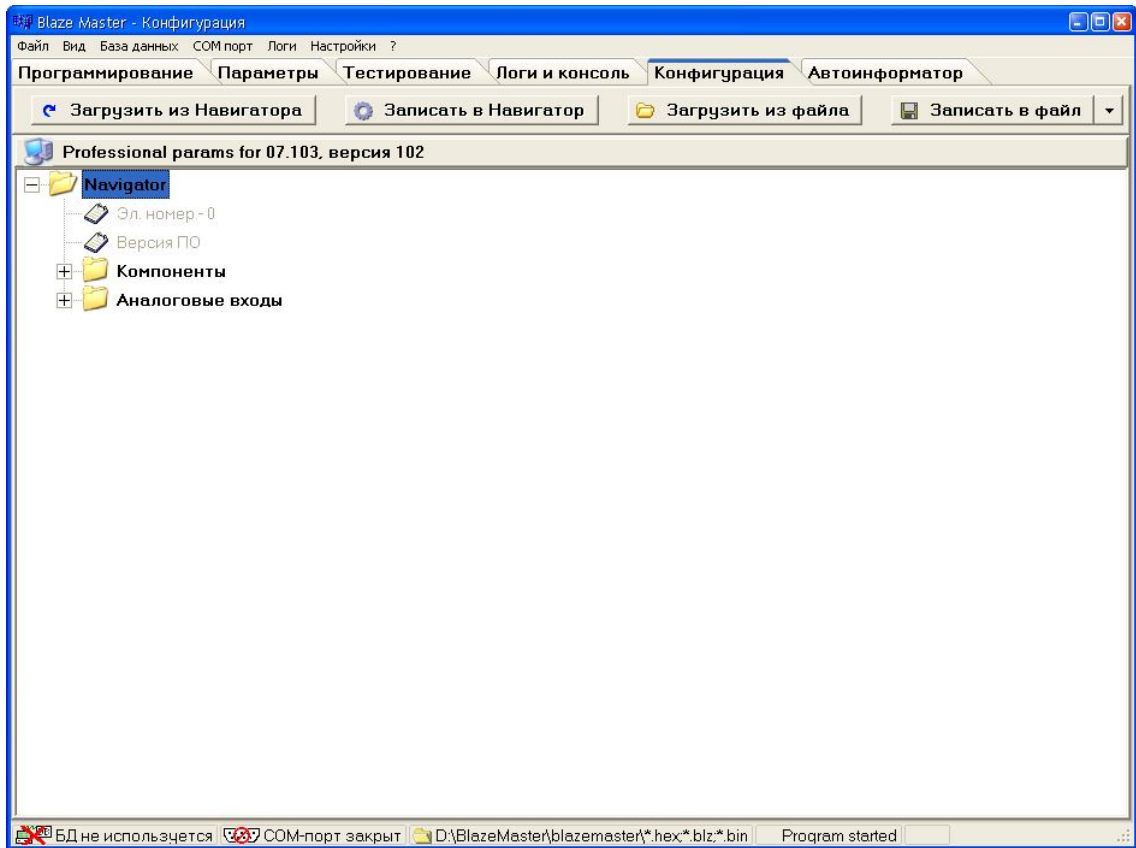 Blaze Master - Конфигурация
Файл Вид База данных COM порт Логи Настройки ?
Программирование Параметры Тестирование Логи и консоль Конфигурация Автоинформатор
Загрузить из Навигатора Записать в Навигатор Загрузить из файла Записать в файл
Professional params for 07.103, версия 102
Navigator
Эл. номер - 0
Версия ПО
Компоненты
Аналоговые входы
БД не используется COM-порт закрыт D:\BlazeMaster\blazemaster\*.hex;*.blz;*.bin Program started